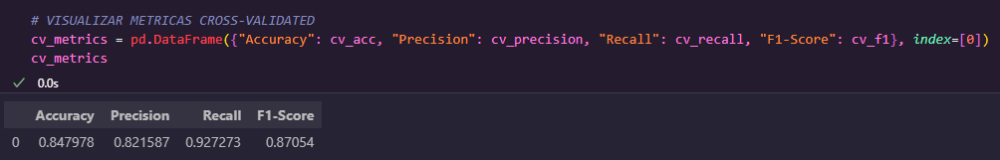 # VISUALIZAR METRICAS CROSS-VALIDATED
cv_metrics = pd.DataFrame({"Accuracy": cv_acc, "Precision": cv_precision, "Recall": cv_recall, "F1-Score": cv_f1}, index=[0])
cv_metrics
0.0s
Accuracy Precision Recall F1-Score
0 0.847978 0.821587 0.927273 0.87054